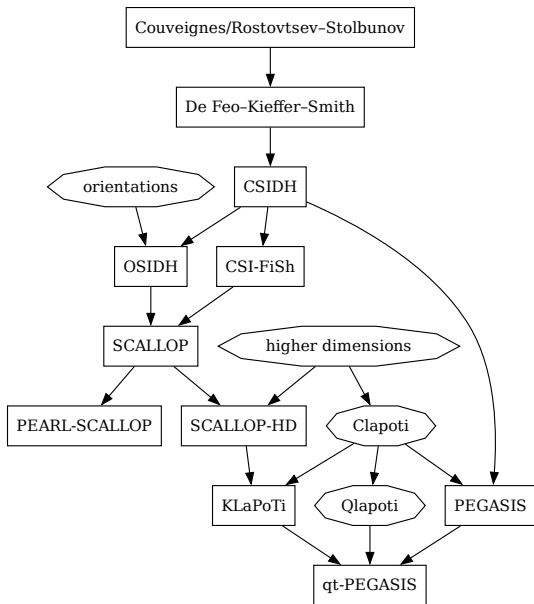 Couveignes/Rostovtsev–Stolbunov
De Feo–Kieffer–Smith
orientations
CSIDH
OSIDH
CSI-FiSh
SCALLOP
higher dimensions
PEARL-SCALLOP
SCALLOP-HD
Clapoti
KLaPoTi
Qlapoti
PEGASIS
qt-PEGASIS